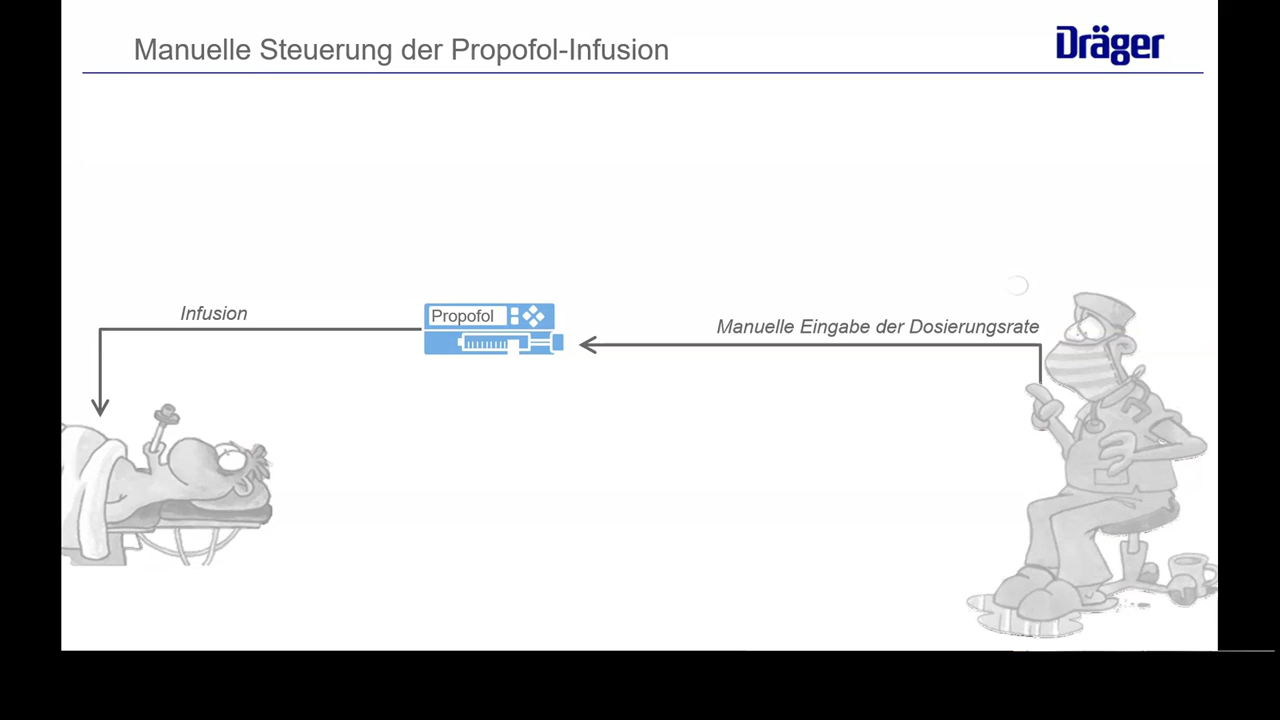 Manuelle Steuerung der Propofol-Infusion
Dräger
Infusion
Propofol
Manuelle Eingabe der Dosierungsrate